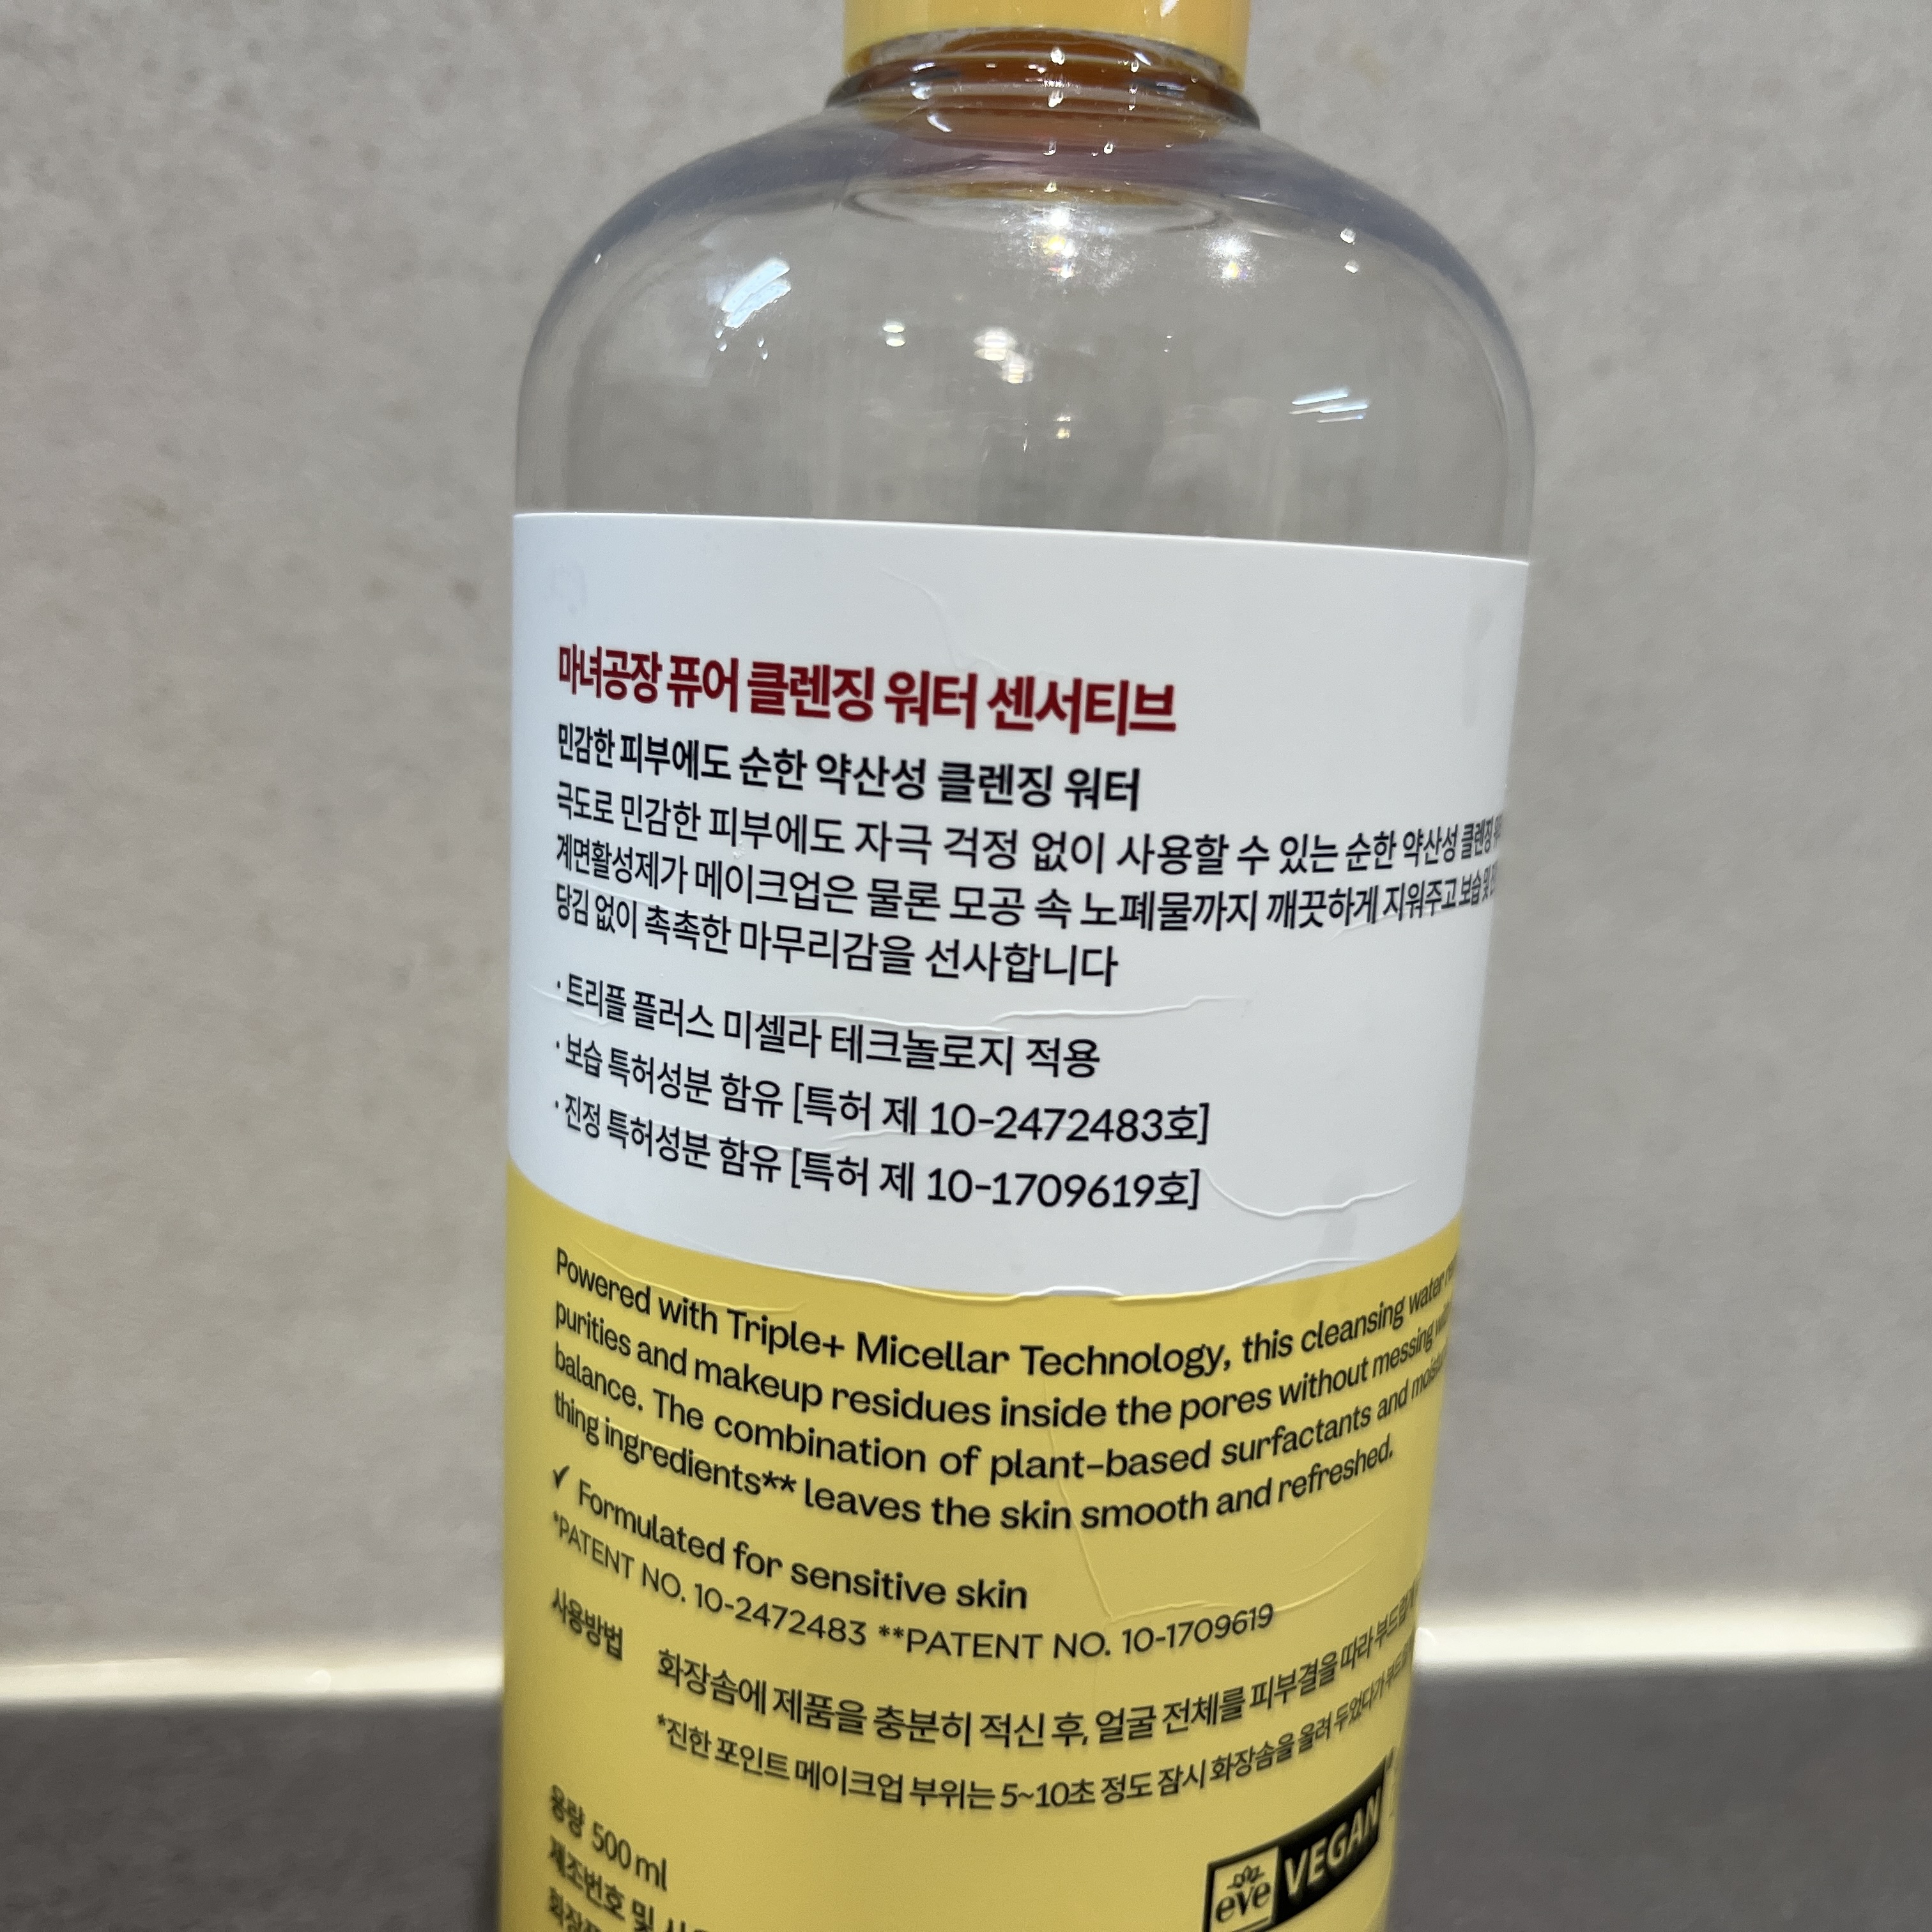 마녀공장 퓨어 클렌징 워터 센서티브
민감한 피부에도 순한 약산성 클렌징 워터
극도로 민감한 피부에도 자극 걱정 없이 사용할 수 있는 순한 약산성 클렌징
계면활성제가 메이크업은 물론 모공 속 노폐물까지 깨끗하게 지워주고 보습 및
당김 없이 촉촉한 마무리감을 선사합니다
· 트리플 플러스 미셀라 테크놀로지 적용
· 보습 특허성분 함유 [특허 제 10-2472483호]
· 진정 특허성분 함유 [특허 제 10-1709619호]
Powered with Triple+ Micellar Technology, this cleansing water
purities and makeup residues inside the pores without messing
balance. The combination of plant-based surfactants and
thing ingredients** leaves the skin smooth and refreshed.
✓ Formulated for sensitive skin
*PATENT NO. 10-2472483 **PATENT NO. 10-1709619
사용방법 화장솜에 제품을 충분히 적신 후, 얼굴 전체를 피부결을 따라
*진한 포인트 메이크업 부위는 5~10초 정도 잠시 화장솜을 올려 두었다가
용량 500ml
제조번호 및
eve VEGAN